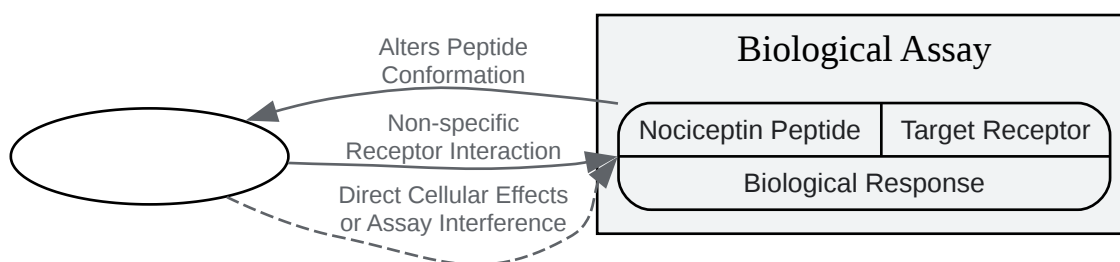 Biological Assay
Alters Peptide
Conformation
Non-specific
Receptor Interaction
Direct Cellular Effects
or Assay Interference
Nociceptin Peptide
Target Receptor
Biological Response